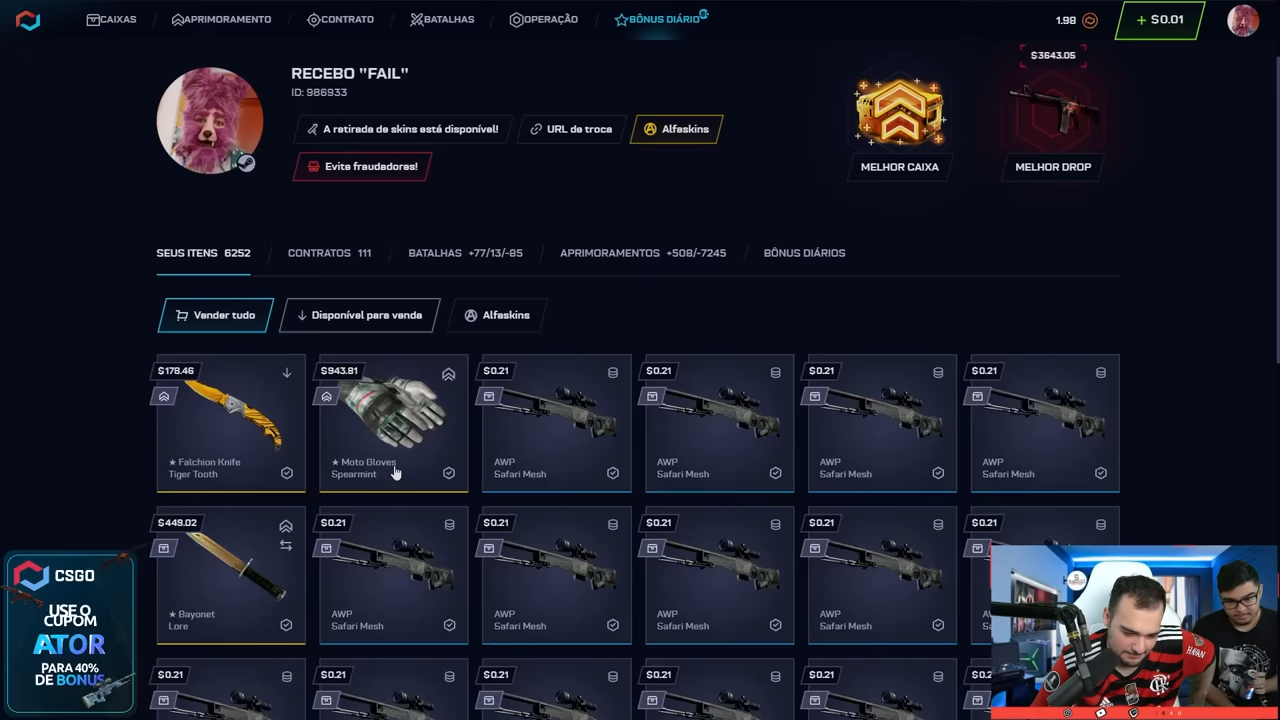 CAIXAS
APRIMORAMENTO
CONTRATO
BATALHAS
OPERAÇÃO
BÔNUS DIÁRIO
1.98
+ $0.01
RECEBO "FAIL"
ID: 986933
A retirada de skins está disponível!
URL de troca
Alfaskins
Evite fraudadores!
MELHOR CAIXA
$3643.05
MELHOR DROP
SEUS ITENS 6252
CONTRATOS 111
BATALHAS +77/13/-85
APRIMORAMENTOS +508/-7245
BÔNUS DIÁRIOS
Vender tudo
Disponível para venda
Alfaskins
$178.46
★ Falchion Knife
Tiger Tooth
$943.81
★ Moto Gloves
Spearmint
$0.21
AWP
Safari Mesh
$0.21
AWP
Safari Mesh
$0.21
AWP
Safari Mesh
$0.21
AWP
Safari Mesh
$449.02
★ Bayonet
Lore
$0.21
AWP
Safari Mesh
$0.21
AWP
Safari Mesh
$0.21
AWP
Safari Mesh
$0.21
AWP
Safari Mesh
$0.21
$0.21
$0.21
$0.21
$0.21
$0.21
CSGO
USE O
CUPOM
ATOR
PARA 40%
DE BONUS
HAVAN